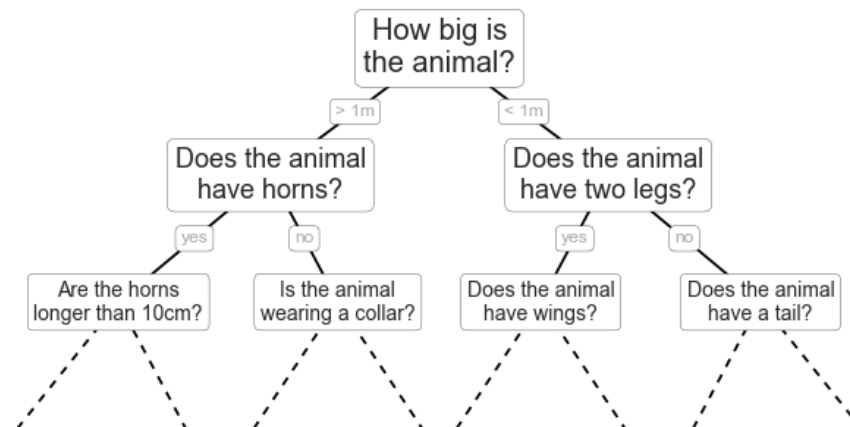 How big is
the animal?
> 1m
< 1m
Does the animal
have horns?
Does the animal
have two legs?
yes
no
yes
no
Are the horns
longer than 10cm?
Is the animal
wearing a collar?
Does the animal
have wings?
Does the animal
have a tail?